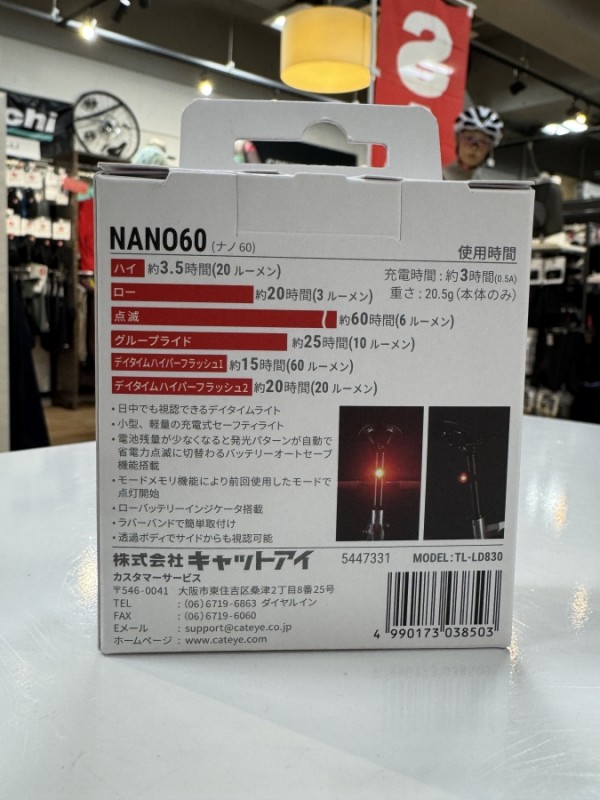 chi
S
NANO60 (ナノ60)
使用時間
ハイ 約3.5時間(20 ルーメン)
充電時間 : 約3時間(0.5A)
ロー 約20時間(3 ルーメン)
重さ : 20.5g(本体のみ)
点滅 約60時間(6 ルーメン)
グループライド 約25時間(10 ルーメン)
デイタイムハイパーフラッシュ1 約15時間(60 ルーメン)
デイタイムハイパーフラッシュ2 約20時間(20 ルーメン)
・日中でも視認できるデイタイムライト
・小型、軽量の充電式セーフティライト
・電池残量が少なくなると発光パターンが自動で
省電力点滅に切替わるバッテリーオートセーブ
機能搭載
・モードメモリ機能により前回使用したモードで
点灯開始
・ローバッテリーインジケータ搭載
・ラバーバンドで簡単取付け
・透過ボディでサイドからも視認可能
株式会社 キャットアイ 5447331 MODEL: TL-LD830
カスタマーサービス
〒546-0041 大阪市東住吉区桑津2丁目8番25号
TEL : (06)6719-6863 ダイヤルイン
FAX : (06)6719-6060
Eメール : support@cateye.co.jp
ホームページ : www.cateye.com
4 990173 038503